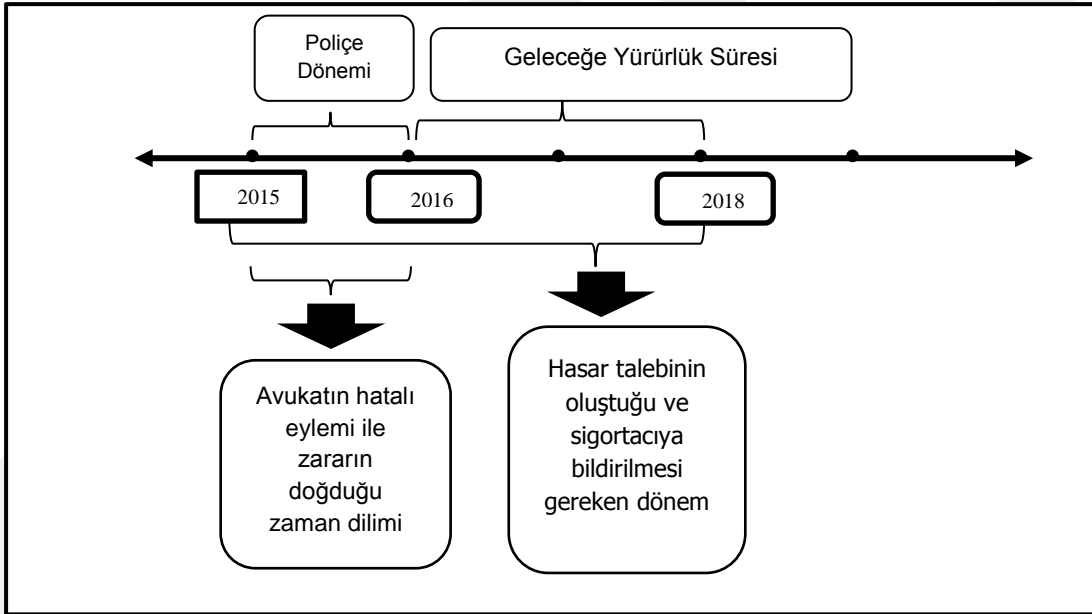 Poliçe
Dönemi
Geleceğe Yürürlük Süresi
2015
2016
2018
Avukatın hatalı
eylemi ile
zararın
doğduğu
zaman dilimi
Hasar talebinin
oluştuğu ve
sigortacıya
bildirilmesi
gereken dönem